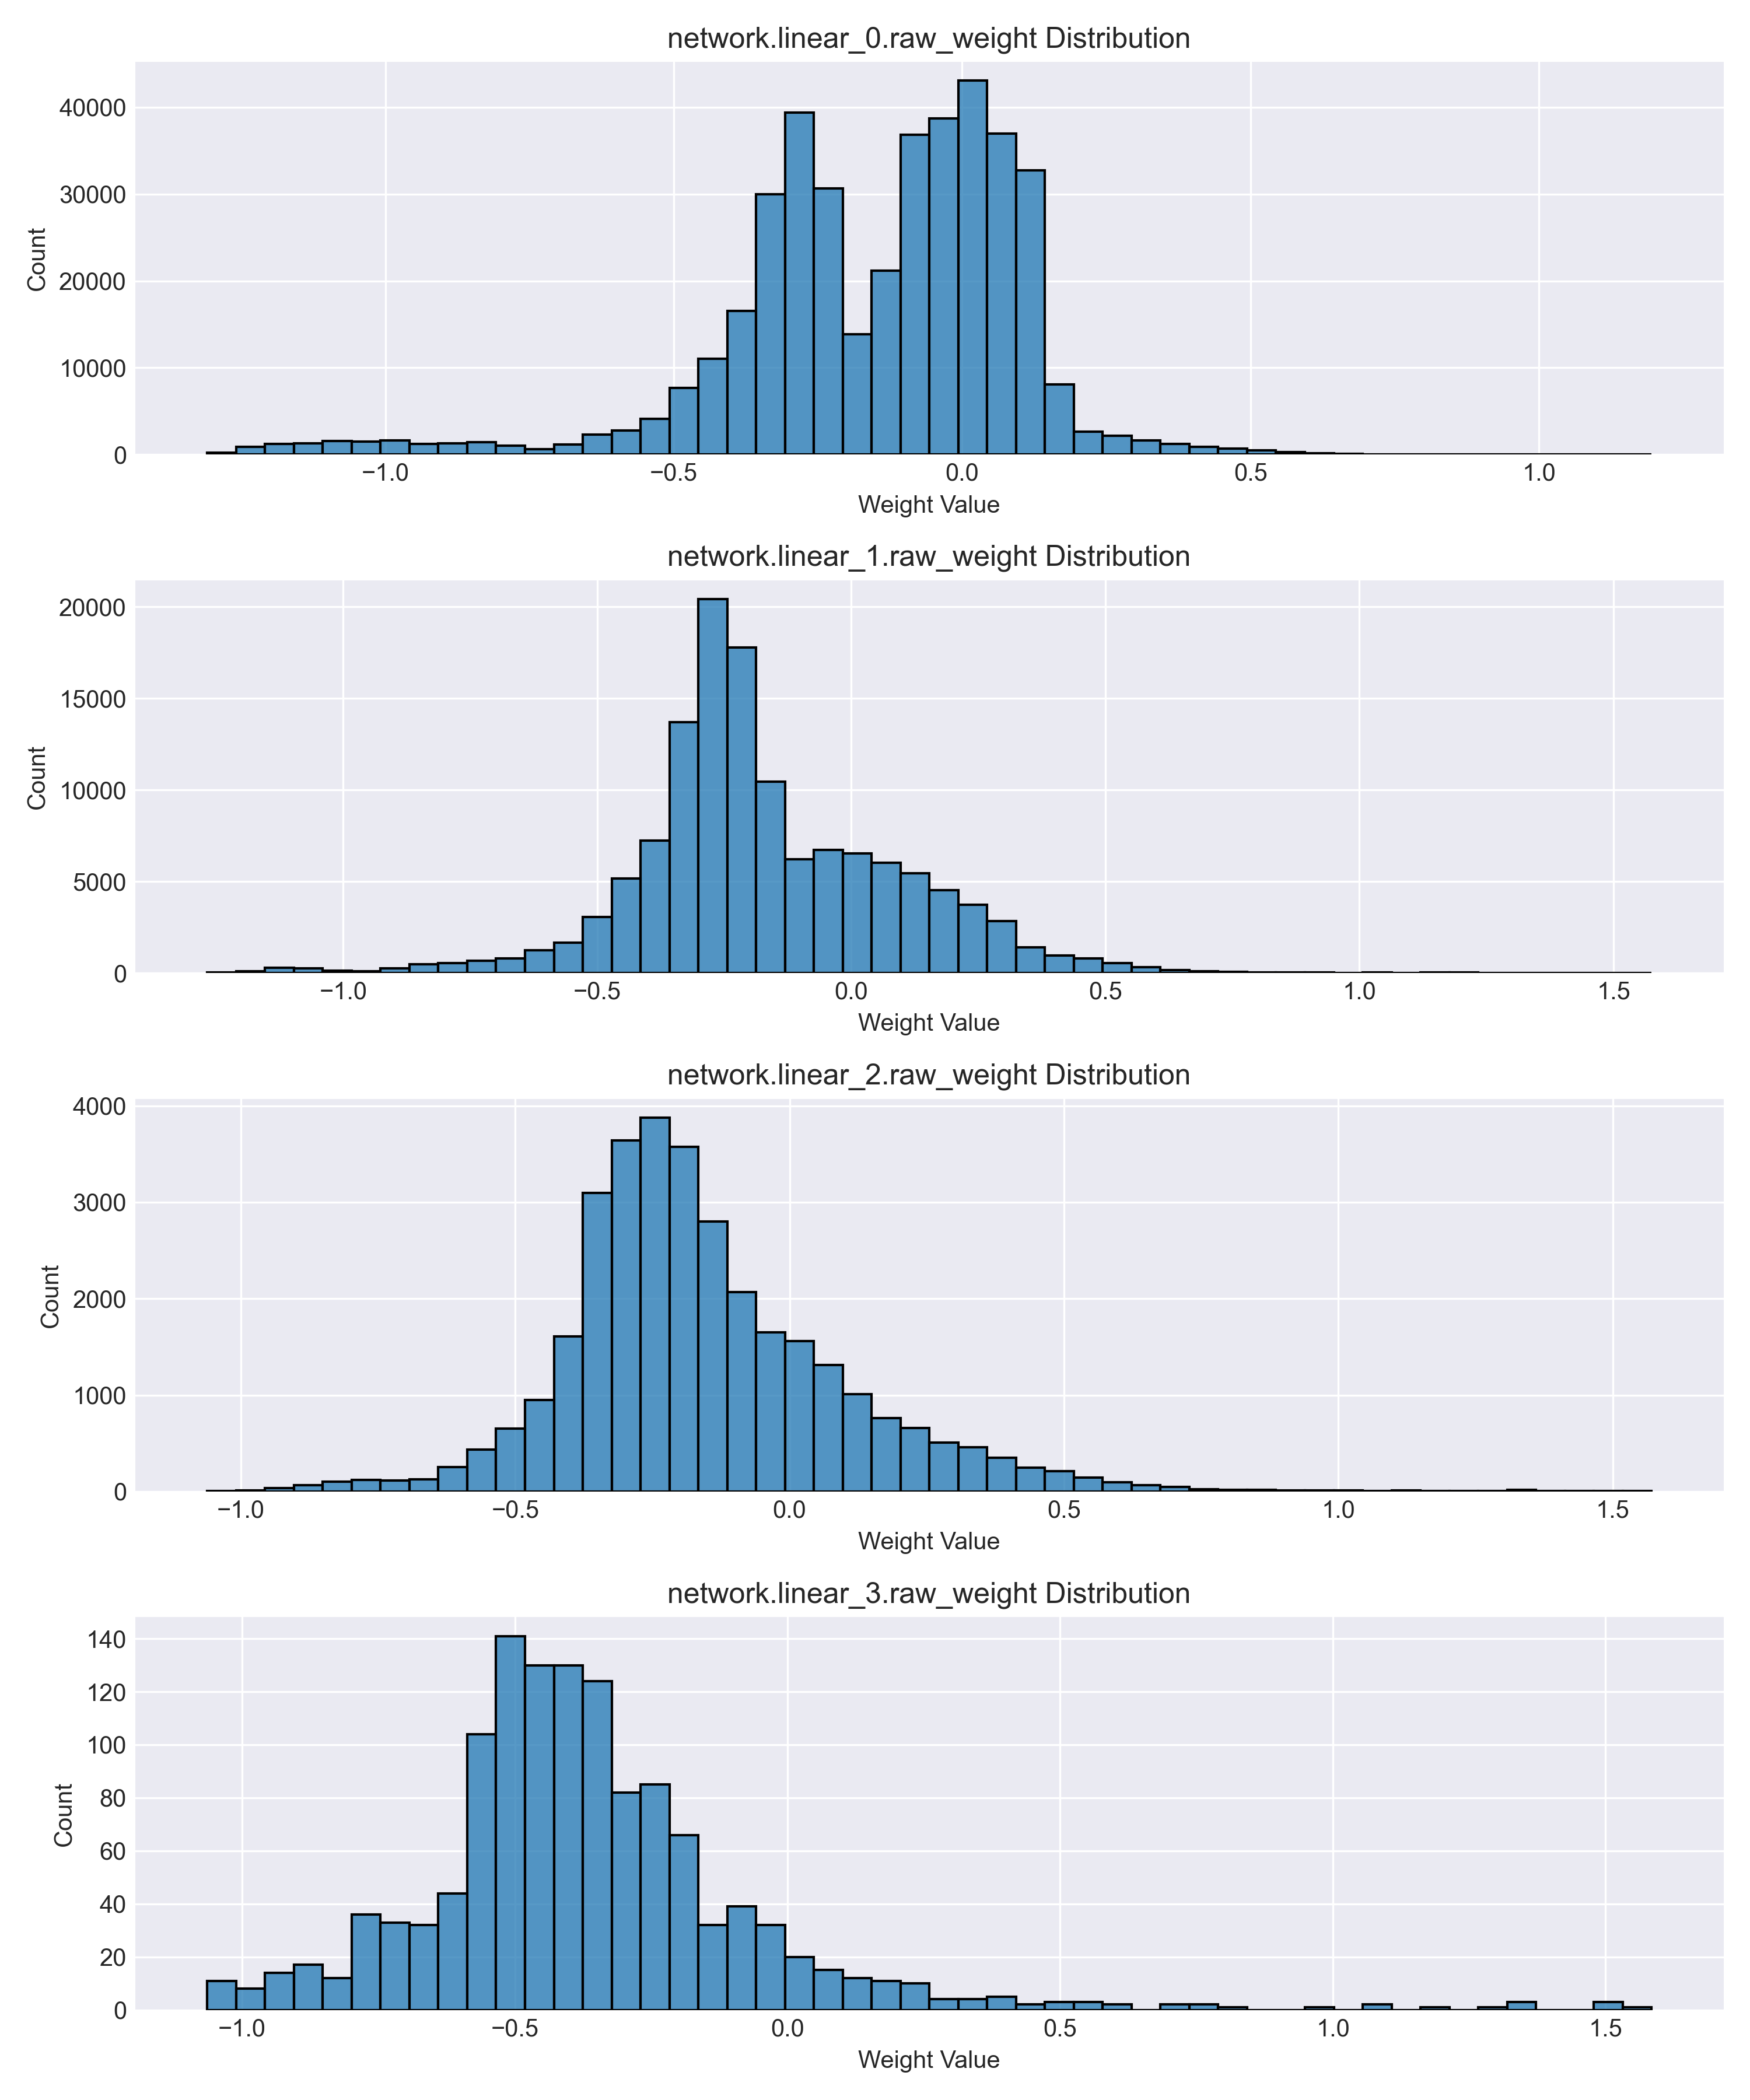 network.linear_0.raw_weight Distribution
Count
40000
30000
20000
10000
0
−1.0 −0.5 0.0 0.5 1.0
Weight Value
network.linear_1.raw_weight Distribution
Count
20000
15000
10000
5000
0
−1.0 −0.5 0.0 0.5 1.0 1.5
Weight Value
network.linear_2.raw_weight Distribution
Count
4000
3000
2000
1000
0
−1.0 −0.5 0.0 0.5 1.0 1.5
Weight Value
network.linear_3.raw_weight Distribution
Count
140
120
100
80
60
40
20
0
−1.0 −0.5 0.0 0.5 1.0 1.5
Weight Value